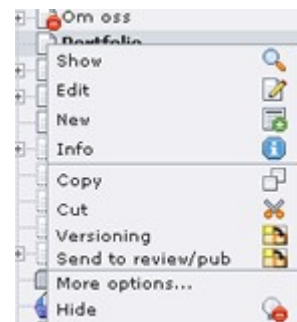 Om oss
Portfolio
Show
Edit
New
Info
Copy
Cut
Versioning
Send to review/pub
More options...
Hide